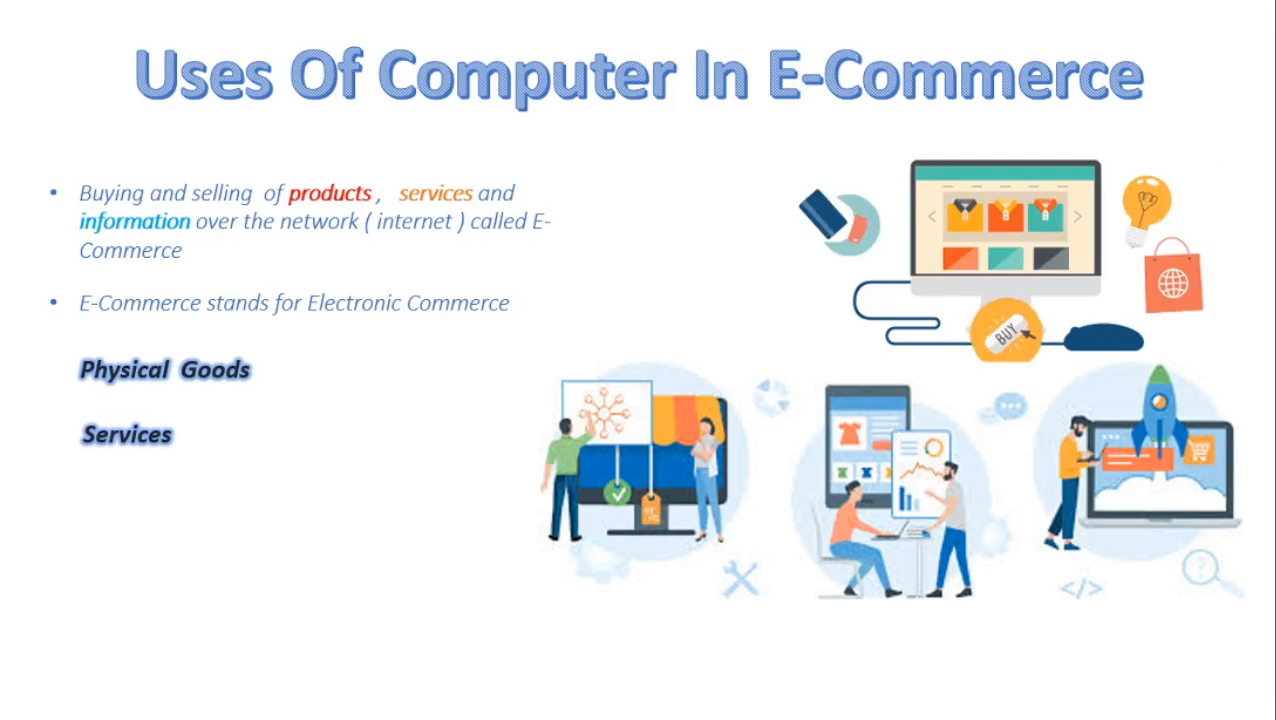 Uses Of Computer In E-Commerce
• Buying and selling of products , services and
information over the network ( internet ) called E-
Commerce
• E-Commerce stands for Electronic Commerce
Physical Goods
Services
BUY
</>
?